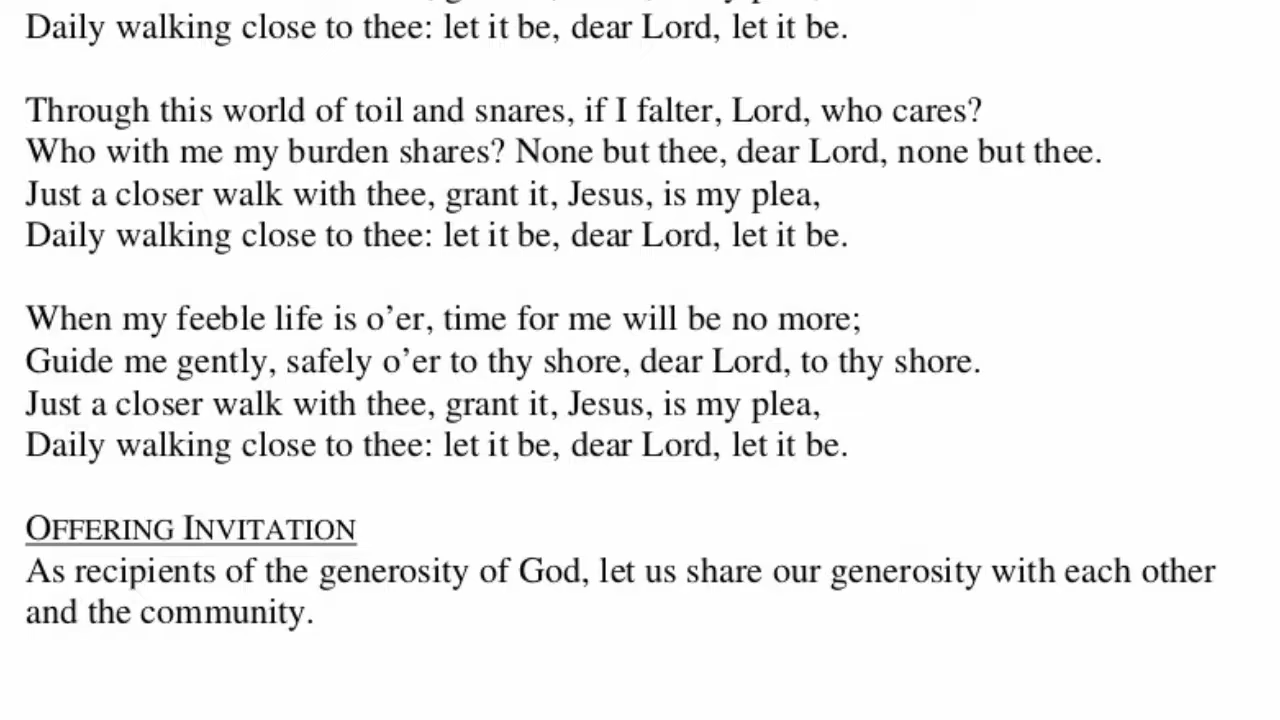 Daily walking close to thee: let it be, dear Lord, let it be.
Through this world of toil and snares, if I falter, Lord, who cares?
Who with me my burden shares? None but thee, dear Lord, none but thee.
Just a closer walk with thee, grant it, Jesus, is my plea,
Daily walking close to thee: let it be, dear Lord, let it be.
When my feeble life is o’er, time for me will be no more;
Guide me gently, safely o’er to thy shore, dear Lord, to thy shore.
Just a closer walk with thee, grant it, Jesus, is my plea,
Daily walking close to thee: let it be, dear Lord, let it be.
OFFERING INVITATION
As recipients of the generosity of God, let us share our generosity with each other
and the community.